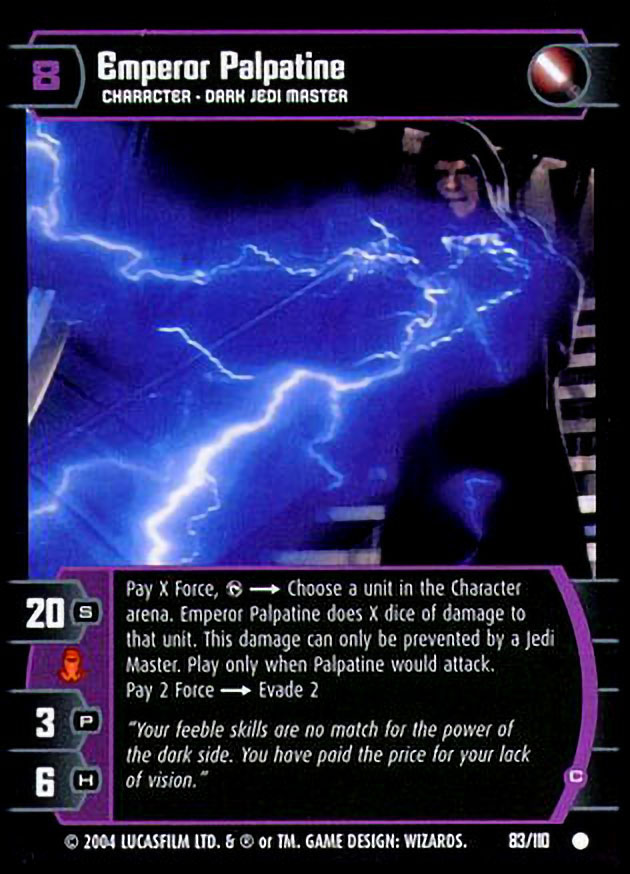 8
Emperor Palpatine
CHARACTER - DARK JEDI MASTER
Pay X Force, → Choose a unit in the Character
arena. Emperor Palpatine does X dice of damage to
that unit. This damage can only be prevented by a Jedi
Master. Play only when Palpatine would attack.
Pay 2 Force → Evade 2
20 S
3 P
6 H
"Your feeble skills are no match for the power of
the dark side. You have paid the price for your lack
of vision."
C
© 2004 LUCASFILM LTD. & ® or TM. GAME DESIGN: WIZARDS. 83/110